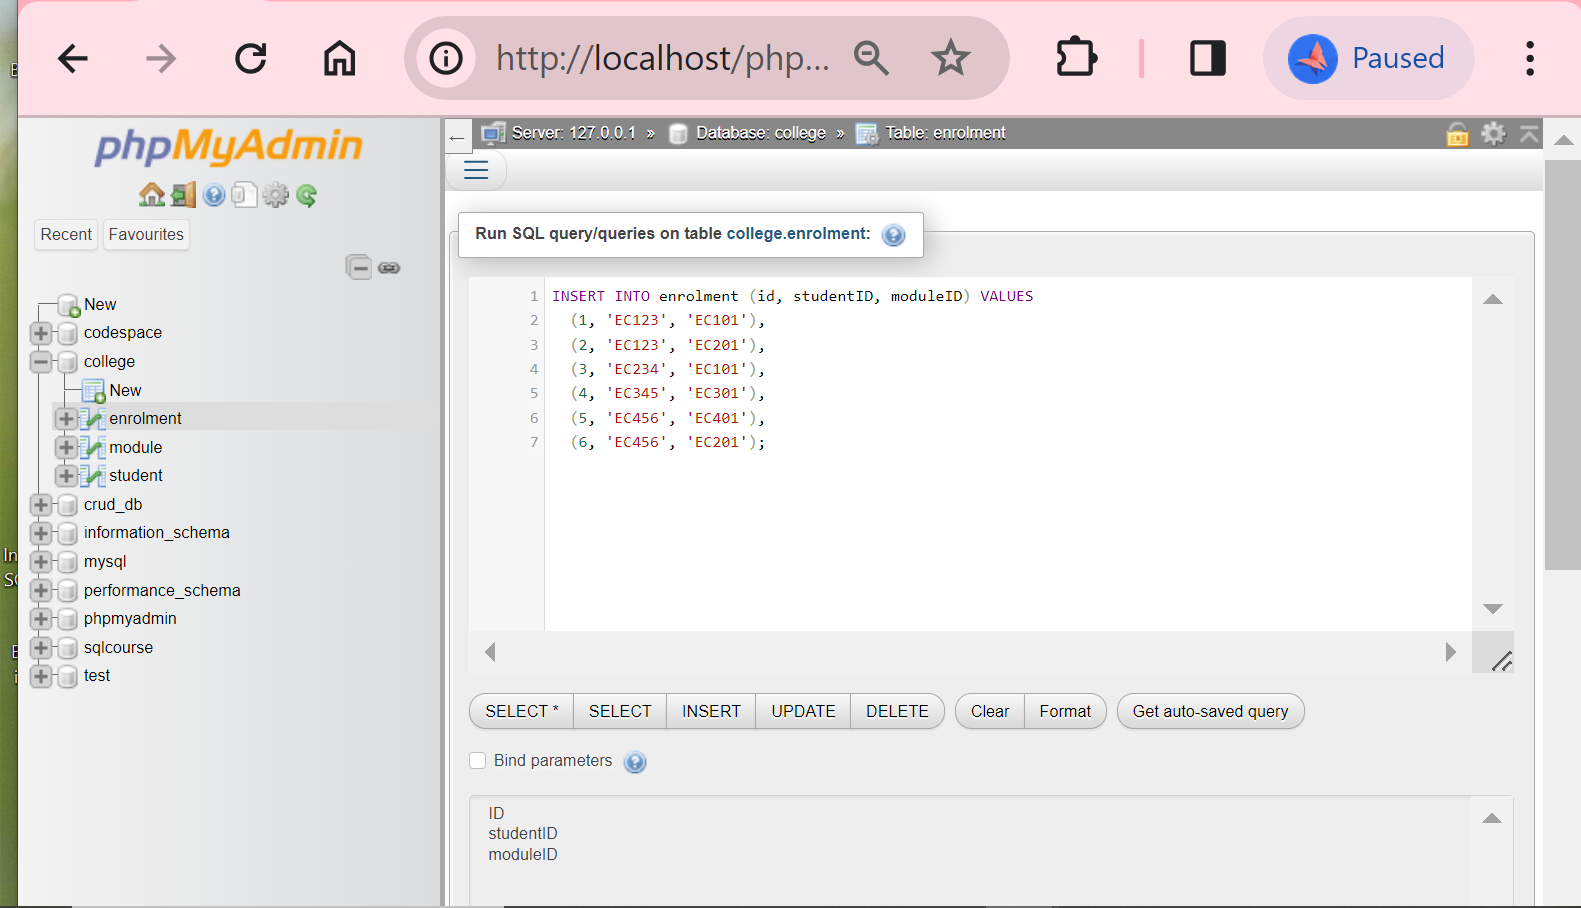 http://localhost/php...
Paused
phpMyAdmin
Recent
Favourites
New
codespace
college
New
enrolment
module
student
crud_db
information_schema
mysql
performance_schema
phpmyadmin
sqlcourse
test
Server: 127.0.0.1 » Database: college » Table: enrolment
Run SQL query/queries on table college.enrolment:
1 INSERT INTO enrolment (id, studentID, moduleID) VALUES
2 (1, 'EC123', 'EC101'),
3 (2, 'EC123', 'EC201'),
4 (3, 'EC234', 'EC101'),
5 (4, 'EC345', 'EC301'),
6 (5, 'EC456', 'EC401'),
7 (6, 'EC456', 'EC201');
SELECT * SELECT INSERT UPDATE DELETE Clear Format Get auto-saved query
Bind parameters
ID
studentID
moduleID